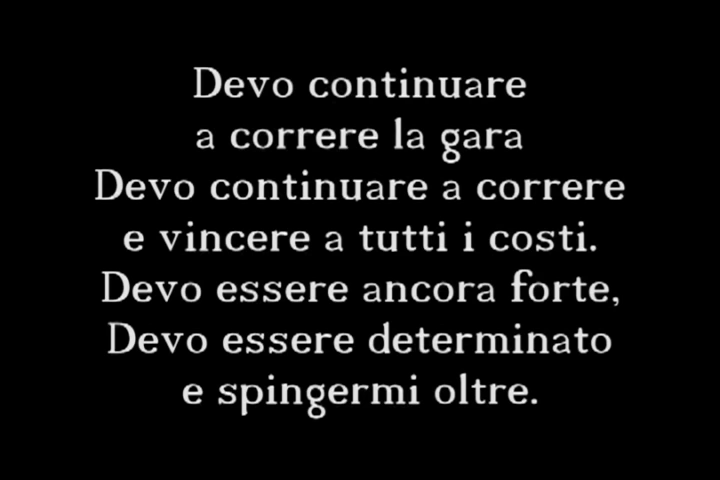 Devo continuare
a correre la gara
Devo continuare a correre
e vincere a tutti i costi.
Devo essere ancora forte,
Devo essere determinato
e spingermi oltre.